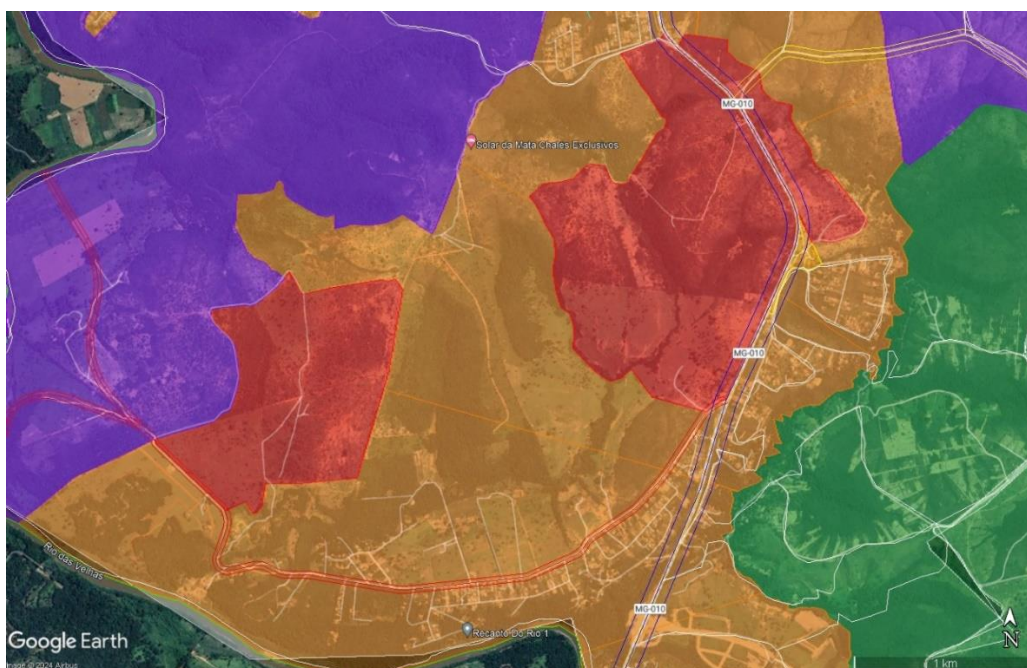 MG-010
Solar da Mata Chalés Exclusivos
MG-010
Rio das Velhas
MG-010
Recanto Do Rio 1
Google Earth
Image © 2024 Airbus
1 km
N